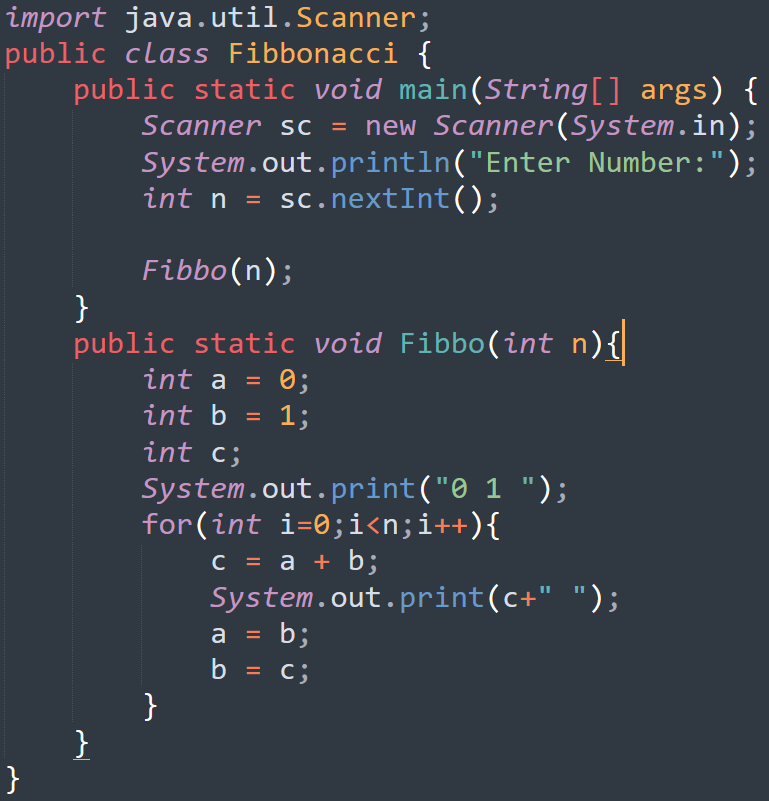 import java.util.Scanner;
public class Fibbonacci {
    public static void main(String[] args) {
        Scanner sc = new Scanner(System.in);
        System.out.println("Enter Number:");
        int n = sc.nextInt();

        Fibbo(n);
    }
    public static void Fibbo(int n){
        int a = 0;
        int b = 1;
        int c;
        System.out.print("0 1 ");
        for(int i=0;i<n;i++){
            c = a + b;
            System.out.print(c+" ");
            a = b;
            b = c;
        }
    }
}